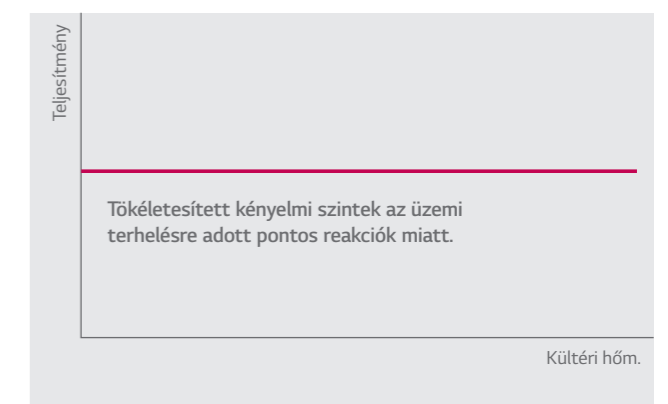 Teljesítmény
Tökéletesített kényelmi szintek az üzemi
terhelésre adott pontos reakciók miatt.
Kültéri hőm.